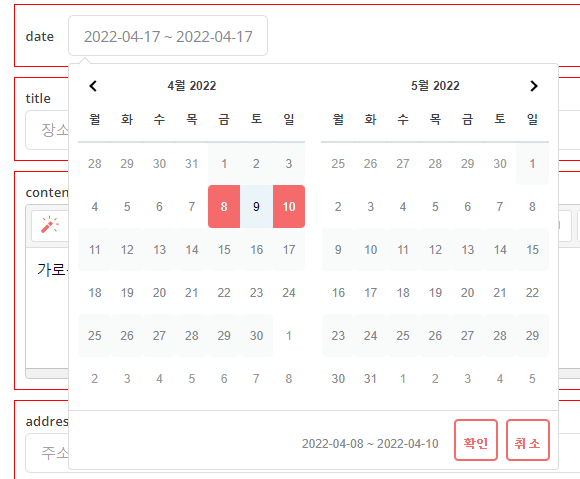 date 2022-04-17 ~ 2022-04-17
4월 2022 5월 2022
월 화 수 목 금 토 일 월 화 수 목 금 토 일
title
장소
28 29 30 31 1 2 3 25 26 27 28 29 30 1
4 5 6 7 8 9 10 2 3 4 5 6 7 8
content
11 12 13 14 15 16 17 9 10 11 12 13 14 15
가로
18 19 20 21 22 23 24 16 17 18 19 20 21 22
25 26 27 28 29 30 1 23 24 25 26 27 28 29
2 3 4 5 6 7 8 30 31 1 2 3 4 5
addres
주소
2022-04-08 ~ 2022-04-10 확인 취소